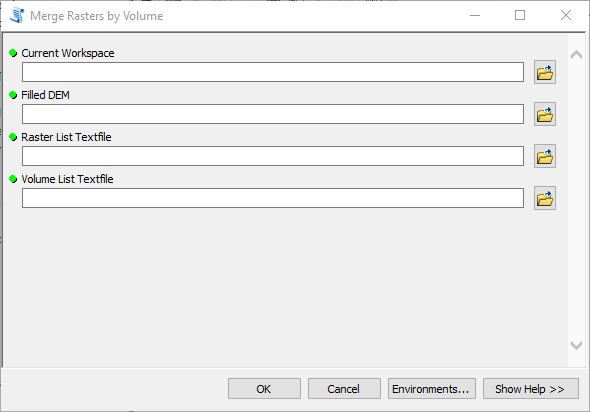 Merge Rasters by Volume
Current Workspace
Filled DEM
Raster List Textfile
Volume List Textfile
OK
Cancel
Environments...
Show Help >>